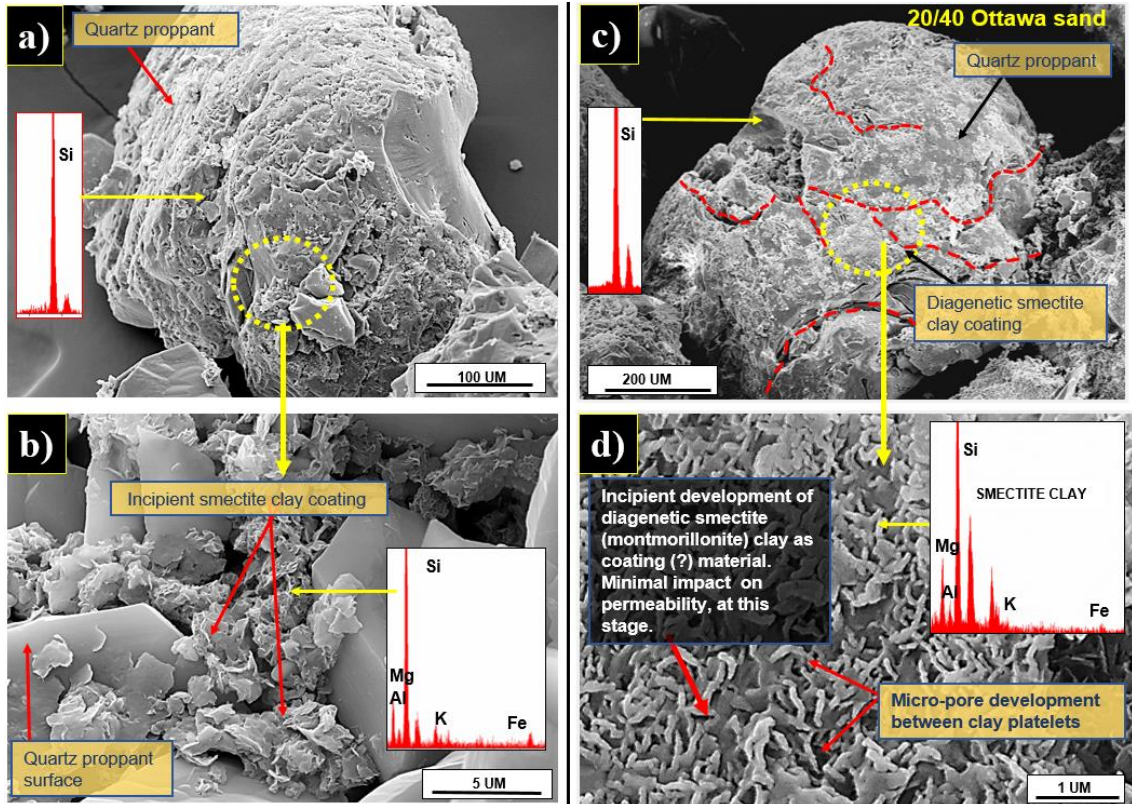 a)
Quartz proppant
Si
100 UM
b)
Incipient smectite clay coating
Si
Mg
Al
K
Fe
Quartz proppant
surface
5 UM
c)
20/40 Ottawa sand
Quartz proppant
Si
Diagenetic smectite
clay coating
200 UM
d)
Incipient development of
diagenetic smectite
(montmorillonite) clay as
coating (?) material.
Minimal impact on
permeability, at this
stage.
Si
SMECTITE CLAY
Mg
Al
K
Fe
Micro-pore development
between clay platelets
1 UM